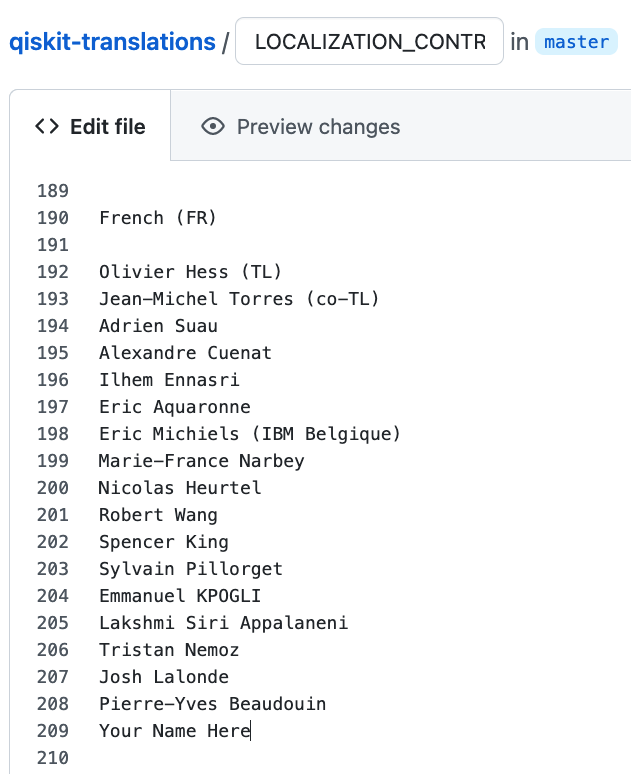 qiskit-translations / LOCALIZATION_CONTR in master
<> Edit file Preview changes
189
190 French (FR)
191
192 Olivier Hess (TL)
193 Jean-Michel Torres (co-TL)
194 Adrien Suau
195 Alexandre Cuenat
196 Ilhem Ennasri
197 Eric Aquaronne
198 Eric Michiels (IBM Belgique)
199 Marie-France Narbey
200 Nicolas Heurtel
201 Robert Wang
202 Spencer King
203 Sylvain Pillorget
204 Emmanuel KPOGLI
205 Lakshmi Siri Appalaneni
206 Tristan Nemoz
207 Josh Lalonde
208 Pierre-Yves Beaudouin
209 Your Name Here
210